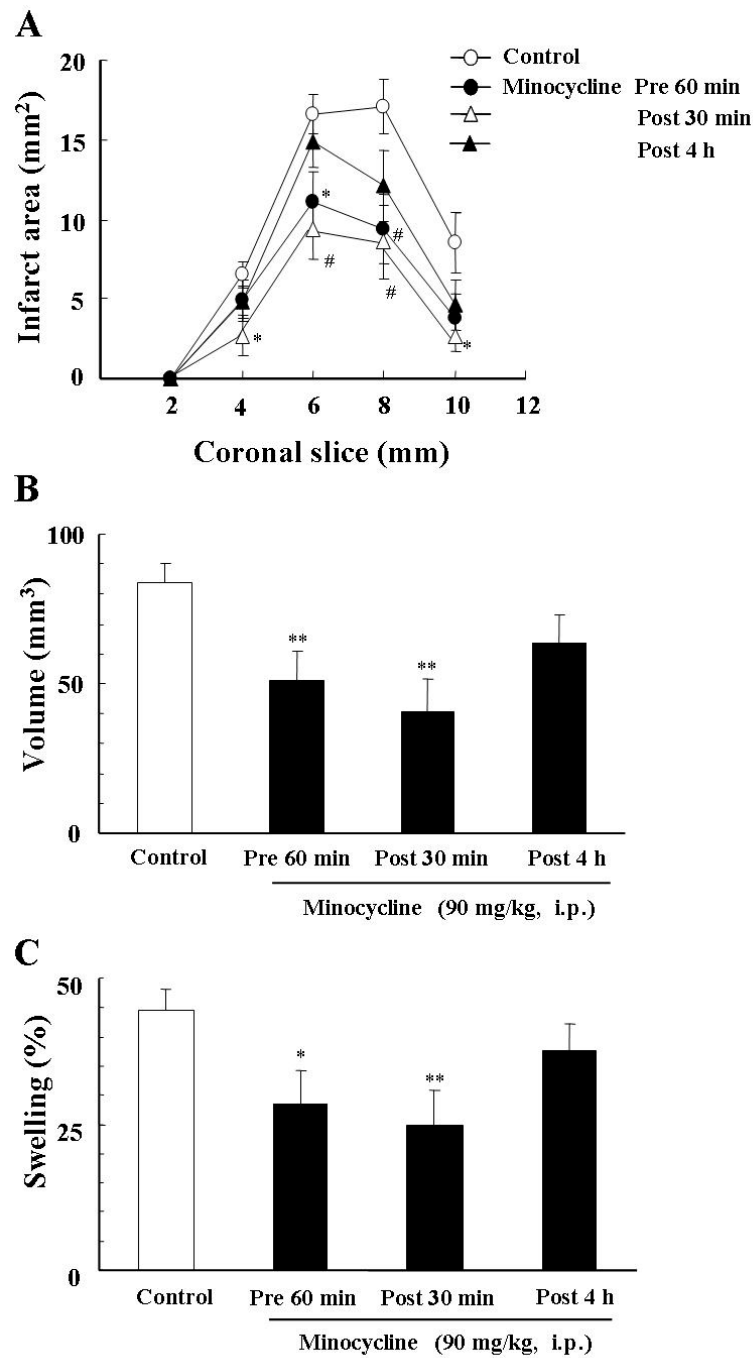 A
Infarct area (mm²)
20
15
10
5
0
Control
Minocycline Pre 60 min
Post 30 min
Post 4 h
*
#
#
#
*
*
2 4 6 8 10 12
Coronal slice (mm)
B
Volume (mm³)
100
50
0
**
**
Control Pre 60 min Post 30 min Post 4 h
Minocycline (90 mg/kg, i.p.)
C
Swelling (%)
50
25
0
*
**
Control Pre 60 min Post 30 min Post 4 h
Minocycline (90 mg/kg, i.p.)